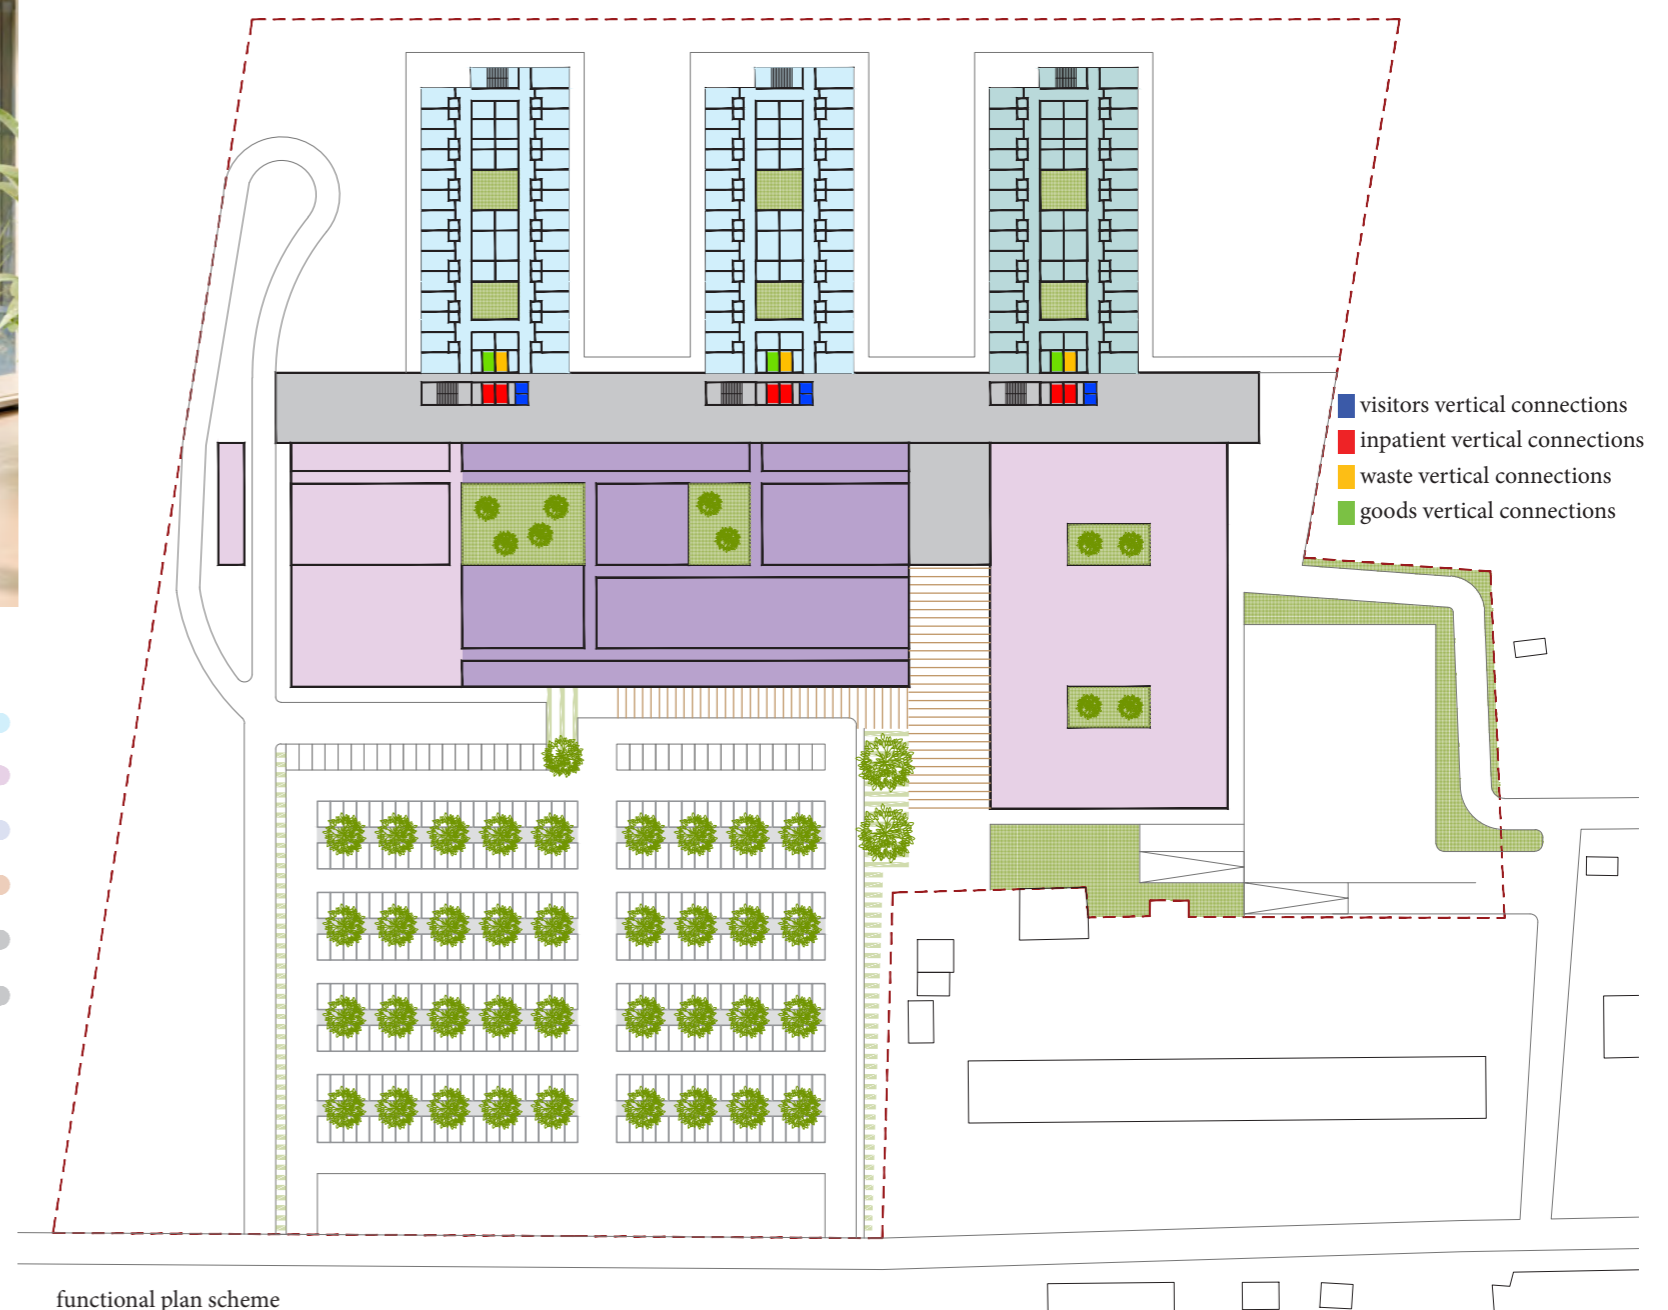 visitors vertical connections
inpatient vertical connections
waste vertical connections
goods vertical connections
functional plan scheme